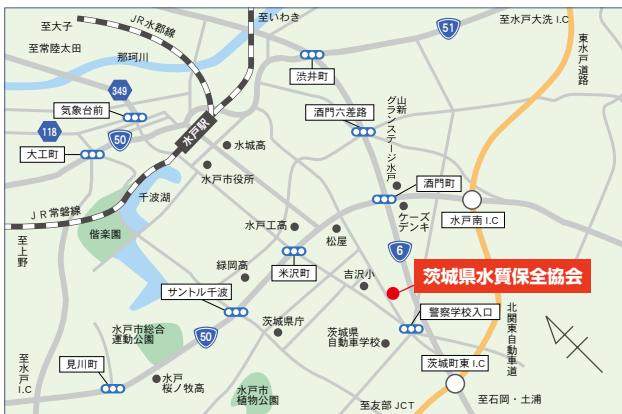 至大子
JR水郡線
至いわき
至水戸大洗 I.C
51
至常陸太田
那珂川
渋井町
東水戸道路
349
気象台前
118
50
大工町
水戸駅
酒門六差路
山新
グランステージ水戸
水城高
水戸市役所
千波湖
酒門町
JR常磐線
偕楽園
水戸工高
ケーズ
デンキ
水戸南 I.C
至上野
松屋
6
米沢町
緑岡高
吉沢小
茨城県水質保全協会
サントル千波
茨城県庁
警察学校入口
北関東自動車道
水戸市総合
運動公園
50
茨城県
自動車学校
見川町
茨城町東 I.C
至水戸I.C
水戸
桜ノ牧高
水戸市
植物公園
至友部 JCT
至石岡・土浦